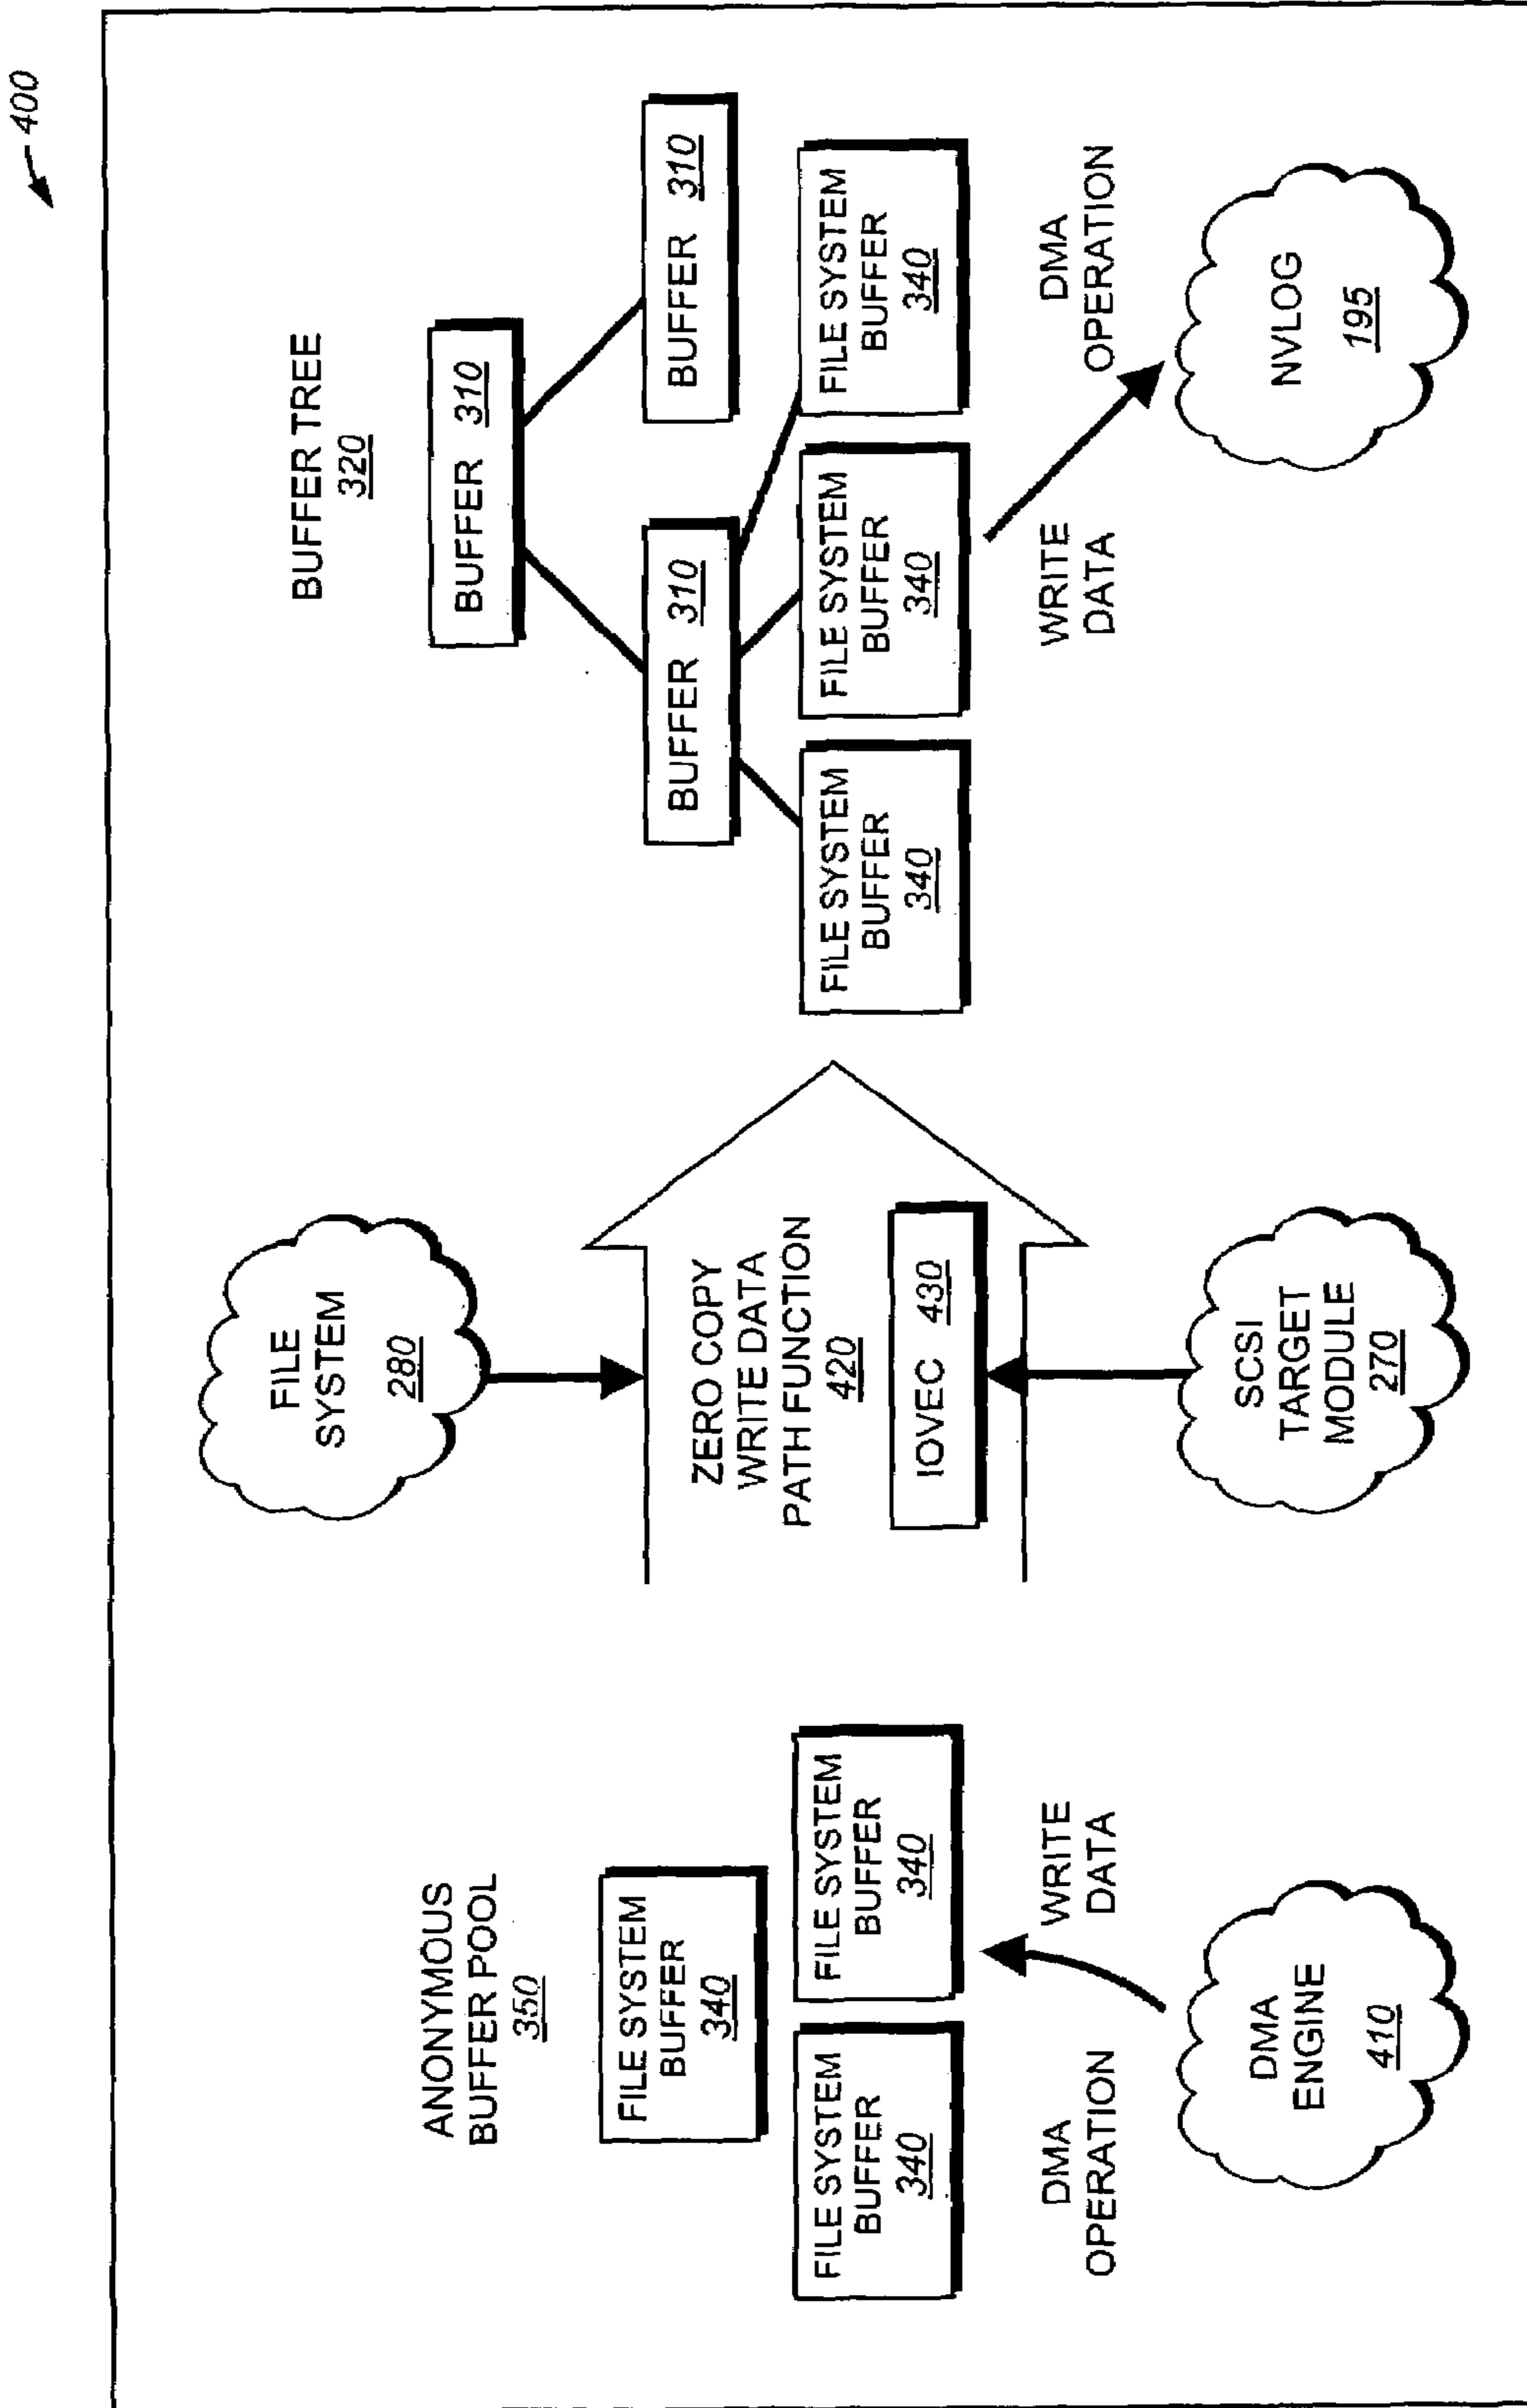 400
ANONYMOUS
BUFFER POOL
350
FILE SYSTEM
BUFFER
340
FILE SYSTEM
BUFFER
340
FILE SYSTEM
BUFFER
340
DMA
OPERATION
WRITE
DATA
DMA
ENGINE
410
FILE
SYSTEM
280
ZERO COPY
WRITE DATA
PATH FUNCTION
420
IOVEC 430
SCSI
TARGET
MODULE
270
BUFFER TREE
320
BUFFER 310
BUFFER 310
BUFFER 310
FILE SYSTEM
BUFFER
340
FILE SYSTEM
BUFFER
340
FILE SYSTEM
BUFFER
340
WRITE
DATA
DMA
OPERATION
NVLOG
195